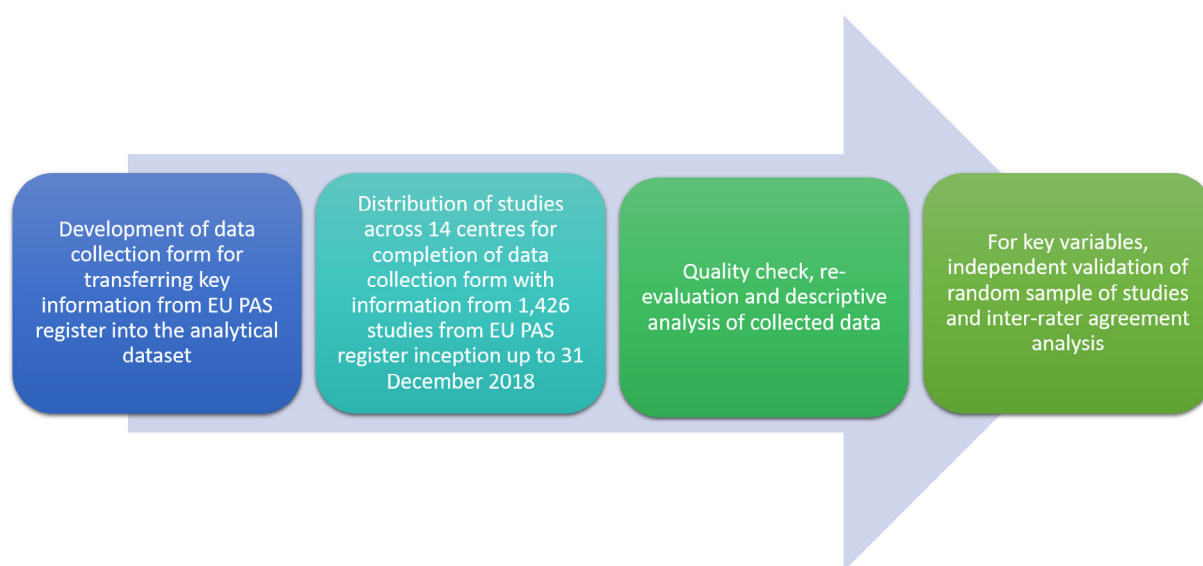 Development of data
collection form for
transferring key
information from EU PAS
register into the analytical
dataset
Distribution of studies
across 14 centres for
completion of data
collection form with
information from 1,426
studies from EU PAS
register inception up to 31
December 2018
Quality check, re-
evaluation and descriptive
analysis of collected data
For key variables,
independent validation of
random sample of studies
and inter-rater agreement
analysis